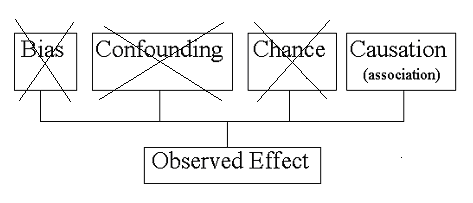 Bias Confounding Chance Causation
(association)
Observed Effect